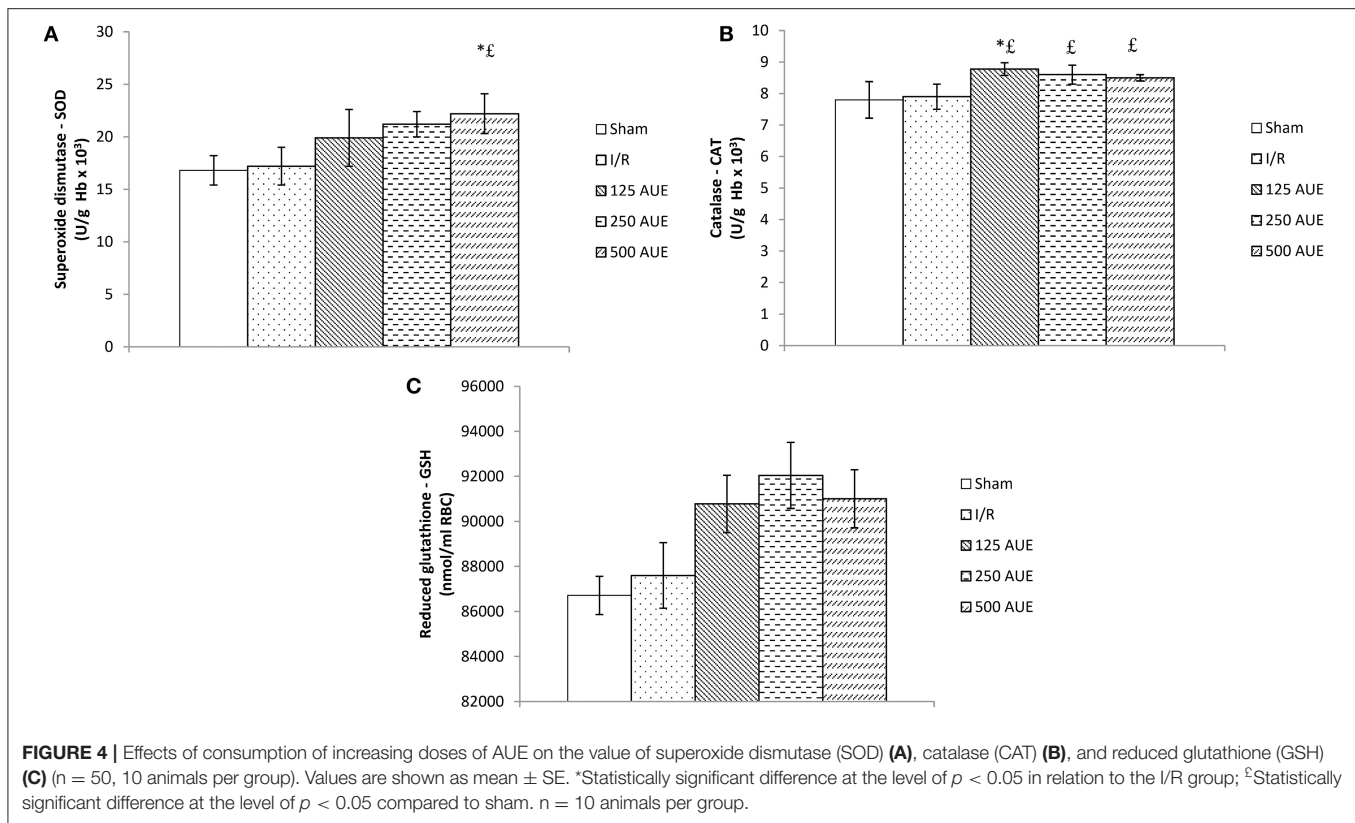 A
Superoxide dismutase - SOD
(U/g Hb x 10³)
30
25
20
15
10
5
0
*£
Sham
I/R
125 AUE
250 AUE
500 AUE
B
Catalase - CAT
(U/g Hb x 10³)
10
9
8
7
6
5
4
3
2
1
0
*£
£
£
Sham
I/R
125 AUE
250 AUE
500 AUE
C
Reduced glutathione - GSH
(nmol/ml RBC)
96000
94000
92000
90000
88000
86000
84000
82000
Sham
I/R
125 AUE
250 AUE
500 AUE
FIGURE 4 | Effects of consumption of increasing doses of AUE on the value of superoxide dismutase (SOD) (A), catalase (CAT) (B), and reduced glutathione (GSH)
(C) (n = 50, 10 animals per group). Values are shown as mean ± SE. *Statistically significant difference at the level of p < 0.05 in relation to the I/R group; £Statistically
significant difference at the level of p < 0.05 compared to sham. n = 10 animals per group.